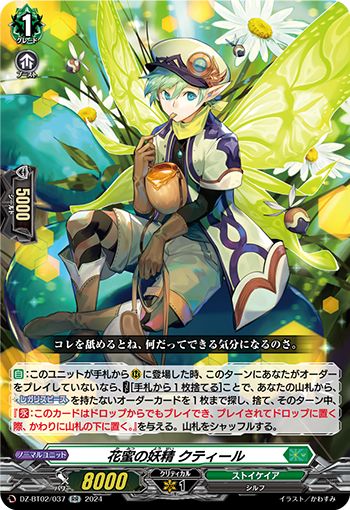 1
グレード
ブースト
5000
シールド
コレを舐めるとね、何だってできる気分になるのさ。
自:このユニットが手札からRに登場した時、このターンにあなたがオーダー
をプレイしていないなら、【手札から1枚捨てる】ことで、あなたの山札から、
レガリスピースを持たないオーダーカードを1枚まで探し、捨て、そのターン中、
『永:このカードはドロップからでもプレイでき、プレイされてドロップに置く
際、かわりに山札の下に置く。』を与える。山札をシャッフルする。
ノーマルユニット
花蜜の妖精 クティール
パワー
8000
クリティカル
1
ストイケイア
シルフ
DZ-BT02/037 RR 2024
イラスト/かわすみ